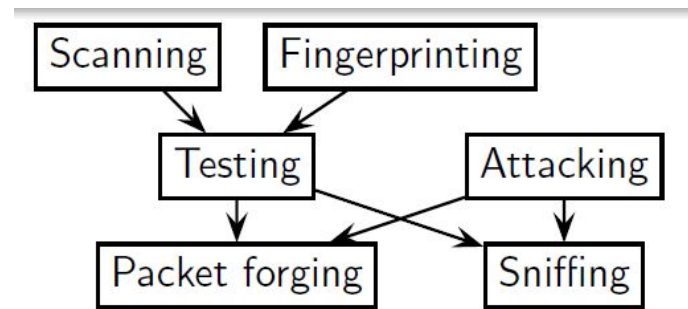 Scanning
Fingerprinting
Testing
Attacking
Packet forging
Sniffing